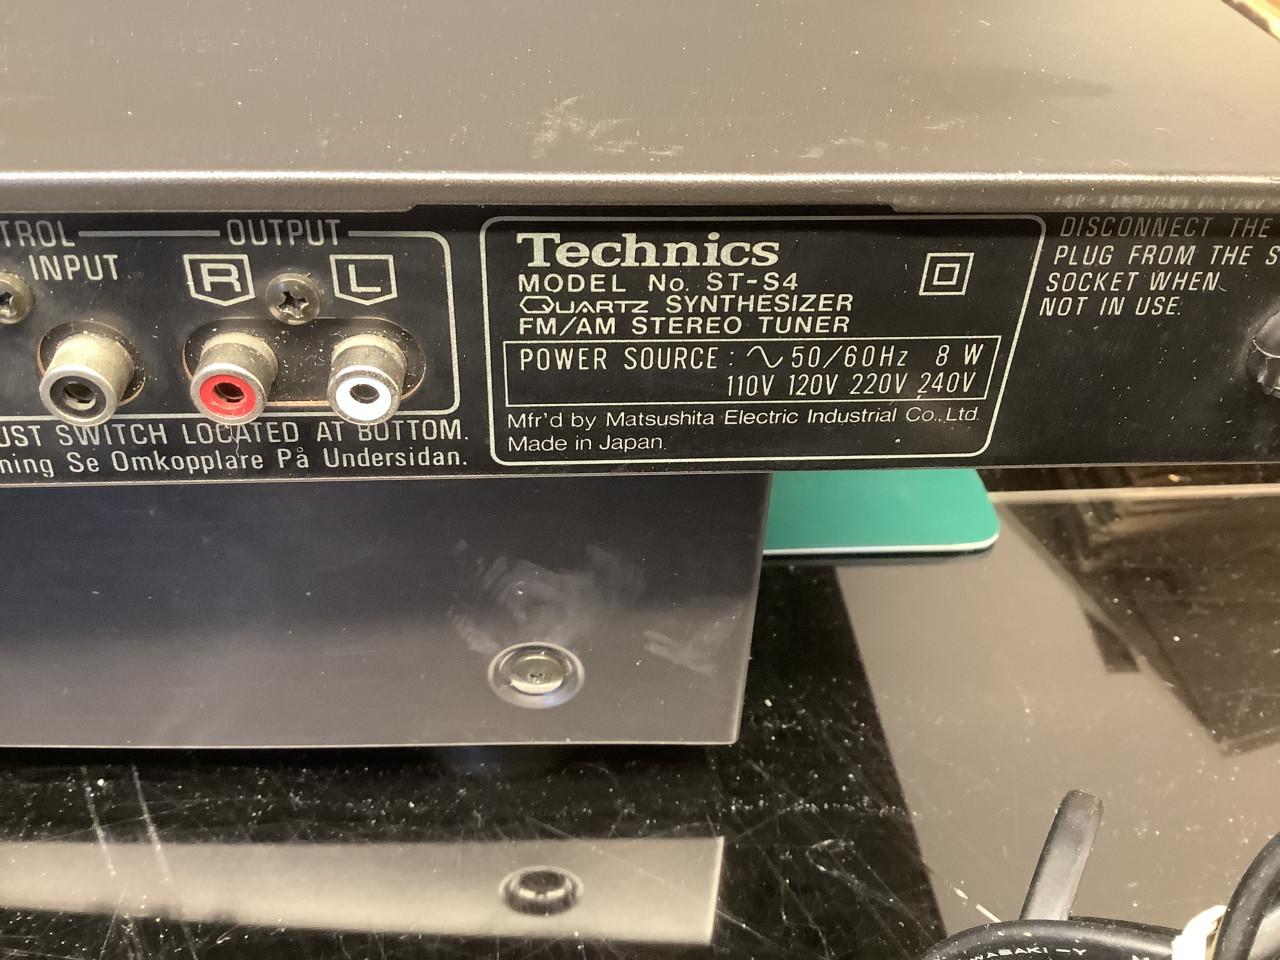 TROL
INPUT
OUTPUT
R L
UST SWITCH LOCATED AT BOTTOM.
ning Se Omkopplare På Undersidan.
Technics
MODEL No. ST-S4
QUARTZ SYNTHESIZER
FM/AM STEREO TUNER
POWER SOURCE : ∿ 50/60Hz 8 W
110V 120V 220V 240V
Mfr'd by Matsushita Electric Industrial Co., Ltd.
Made in Japan.
DISCONNECT THE
PLUG FROM THE S
SOCKET WHEN
NOT IN USE.
WASAKI-Y